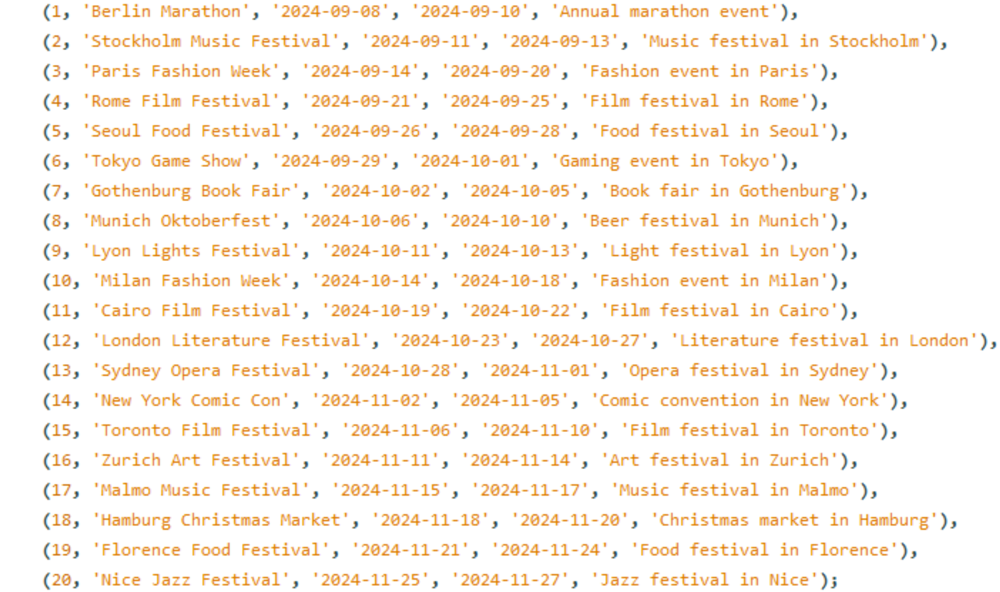 (1, 'Berlin Marathon', '2024-09-08', '2024-09-10', 'Annual marathon event'),
(2, 'Stockholm Music Festival', '2024-09-11', '2024-09-13', 'Music festival in Stockholm'),
(3, 'Paris Fashion Week', '2024-09-14', '2024-09-20', 'Fashion event in Paris'),
(4, 'Rome Film Festival', '2024-09-21', '2024-09-25', 'Film festival in Rome'),
(5, 'Seoul Food Festival', '2024-09-26', '2024-09-28', 'Food festival in Seoul'),
(6, 'Tokyo Game Show', '2024-09-29', '2024-10-01', 'Gaming event in Tokyo'),
(7, 'Gothenburg Book Fair', '2024-10-02', '2024-10-05', 'Book fair in Gothenburg'),
(8, 'Munich Oktoberfest', '2024-10-06', '2024-10-10', 'Beer festival in Munich'),
(9, 'Lyon Lights Festival', '2024-10-11', '2024-10-13', 'Light festival in Lyon'),
(10, 'Milan Fashion Week', '2024-10-14', '2024-10-18', 'Fashion event in Milan'),
(11, 'Cairo Film Festival', '2024-10-19', '2024-10-22', 'Film festival in Cairo'),
(12, 'London Literature Festival', '2024-10-23', '2024-10-27', 'Literature festival in London'),
(13, 'Sydney Opera Festival', '2024-10-28', '2024-11-01', 'Opera festival in Sydney'),
(14, 'New York Comic Con', '2024-11-02', '2024-11-05', 'Comic convention in New York'),
(15, 'Toronto Film Festival', '2024-11-06', '2024-11-10', 'Film festival in Toronto'),
(16, 'Zurich Art Festival', '2024-11-11', '2024-11-14', 'Art festival in Zurich'),
(17, 'Malmo Music Festival', '2024-11-15', '2024-11-17', 'Music festival in Malmo'),
(18, 'Hamburg Christmas Market', '2024-11-18', '2024-11-20', 'Christmas market in Hamburg'),
(19, 'Florence Food Festival', '2024-11-21', '2024-11-24', 'Food festival in Florence'),
(20, 'Nice Jazz Festival', '2024-11-25', '2024-11-27', 'Jazz festival in Nice');